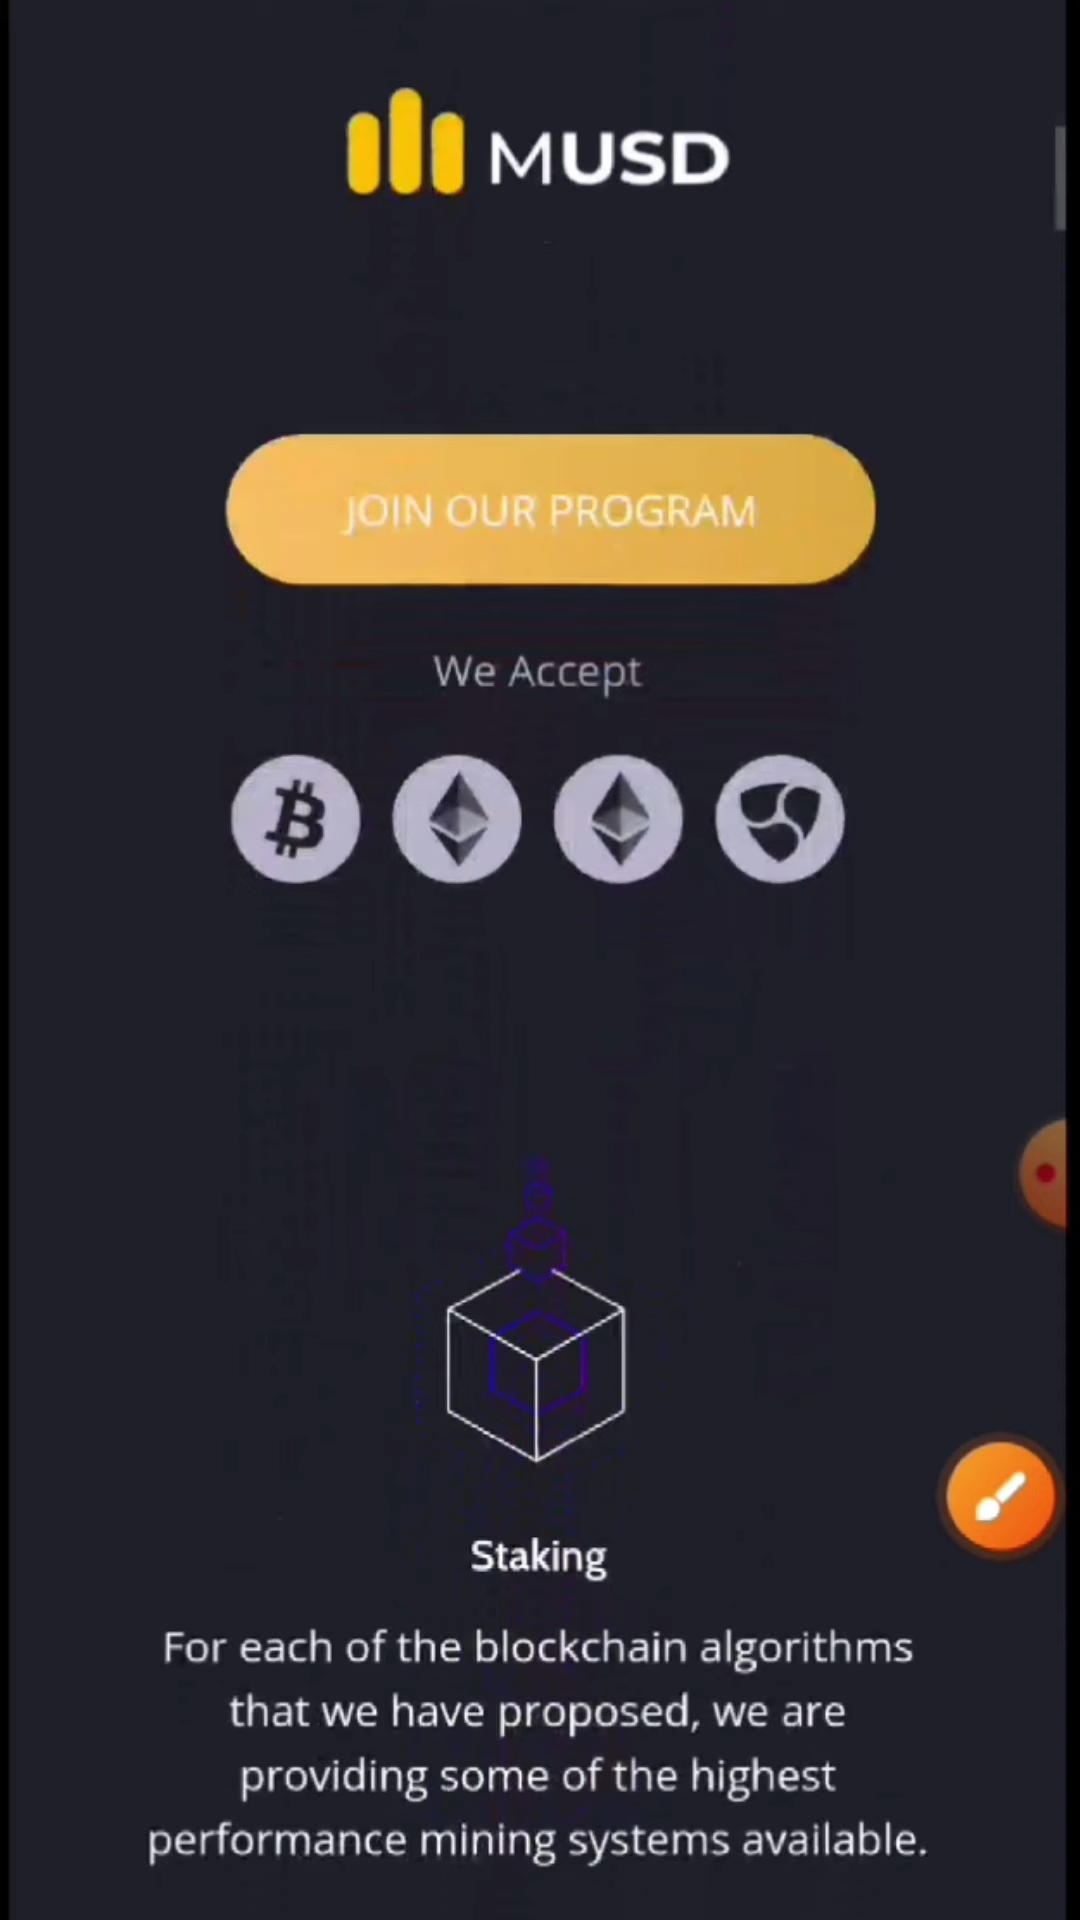 MUSD
JOIN OUR PROGRAM
We Accept
Staking
For each of the blockchain algorithms
that we have proposed, we are
providing some of the highest
performance mining systems available.